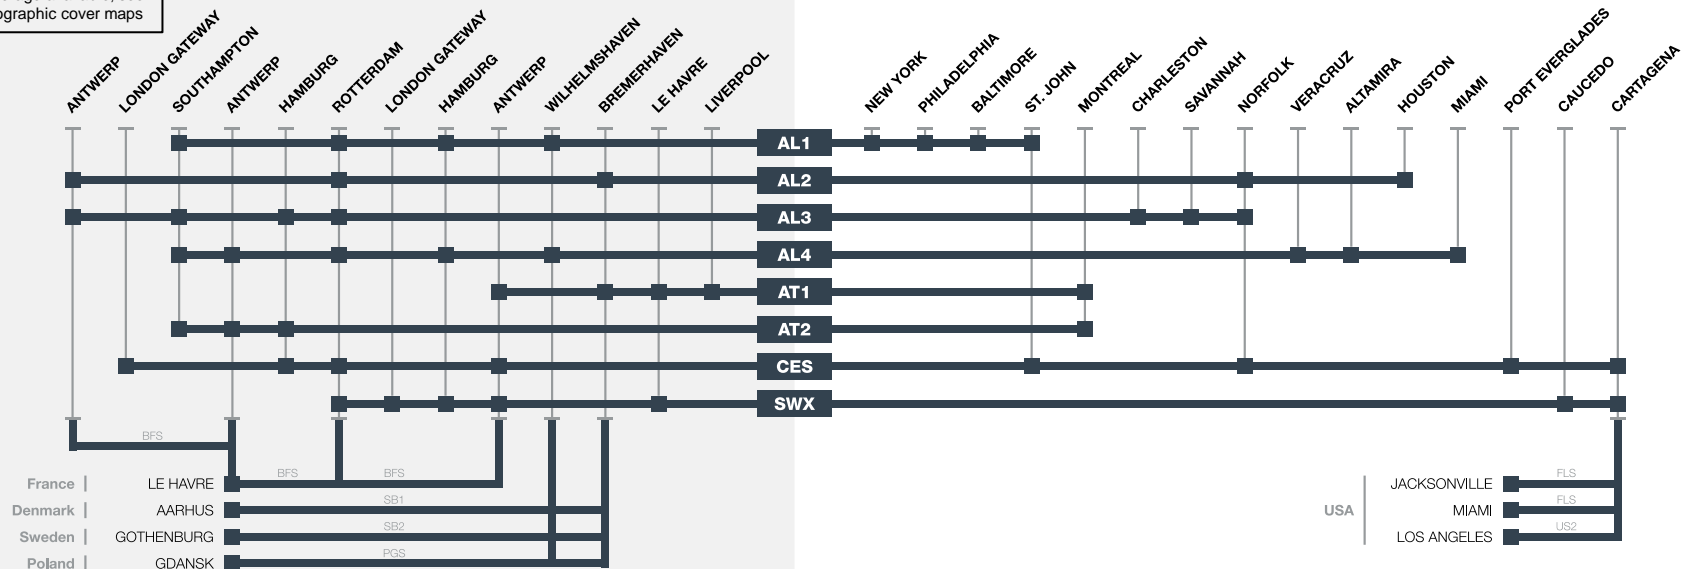 ographic cover maps
ANTWERP
LONDON GATEWAY
SOUTHAMPTON
ANTWERP
HAMBURG
ROTTERDAM
LONDON GATEWAY
HAMBURG
ANTWERP
WILHELMSHAVEN
BREMERHAVEN
LE HAVRE
LIVERPOOL
NEW YORK
PHILADELPHIA
BALTIMORE
ST. JOHN
MONTREAL
CHARLESTON
SAVANNAH
NORFOLK
VERACRUZ
ALTAMIRA
HOUSTON
MIAMI
PORT EVERGLADES
CAUCEDO
CARTAGENA
AL1
AL2
AL3
AL4
AT1
AT2
CES
SWX
BFS
France | LE HAVRE BFS BFS
Denmark | AARHUS SB1
Sweden | GOTHENBURG SB2
Poland | GDANSK PGS
JACKSONVILLE FLS
USA MIAMI FLS
LOS ANGELES US2